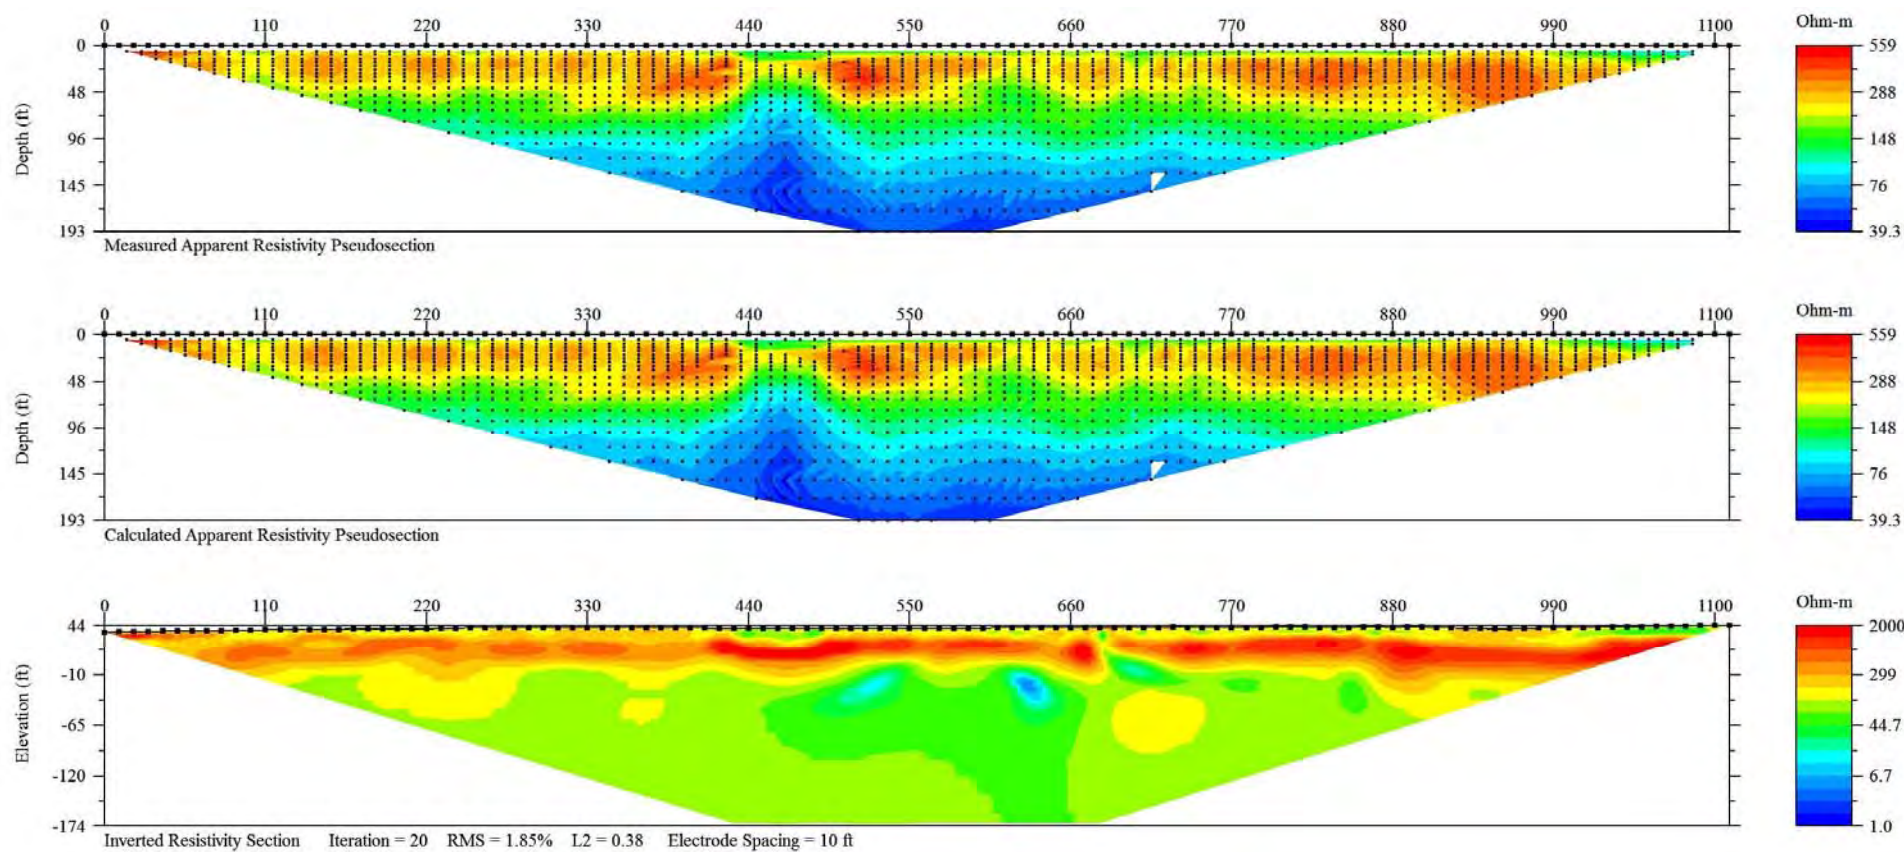 0 110 220 330 440 550 660 770 880 990 1100
Ohm-m
0
48
96
145
193
Depth (ft)
559
288
148
76
39.3
Measured Apparent Resistivity Pseudosection
0 110 220 330 440 550 660 770 880 990 1100
Ohm-m
0
48
96
145
193
Depth (ft)
559
288
148
76
39.3
Calculated Apparent Resistivity Pseudosection
0 110 220 330 440 550 660 770 880 990 1100
Ohm-m
44
-10
-65
-120
-174
Elevation (ft)
2000
299
44.7
6.7
1.0
Inverted Resistivity Section Iteration = 20 RMS = 1.85% L2 = 0.38 Electrode Spacing = 10 ft